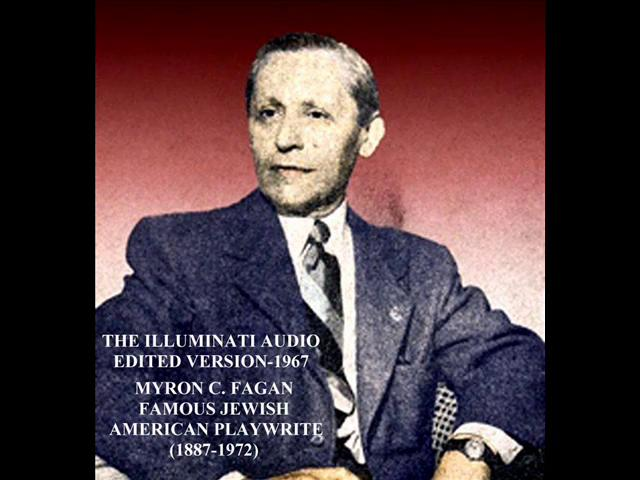 THE ILLUMINATI AUDIO
EDITED VERSION-1967
MYRON C. FAGAN
FAMOUS JEWISH
AMERICAN PLAYWRITE
(1887-1972)